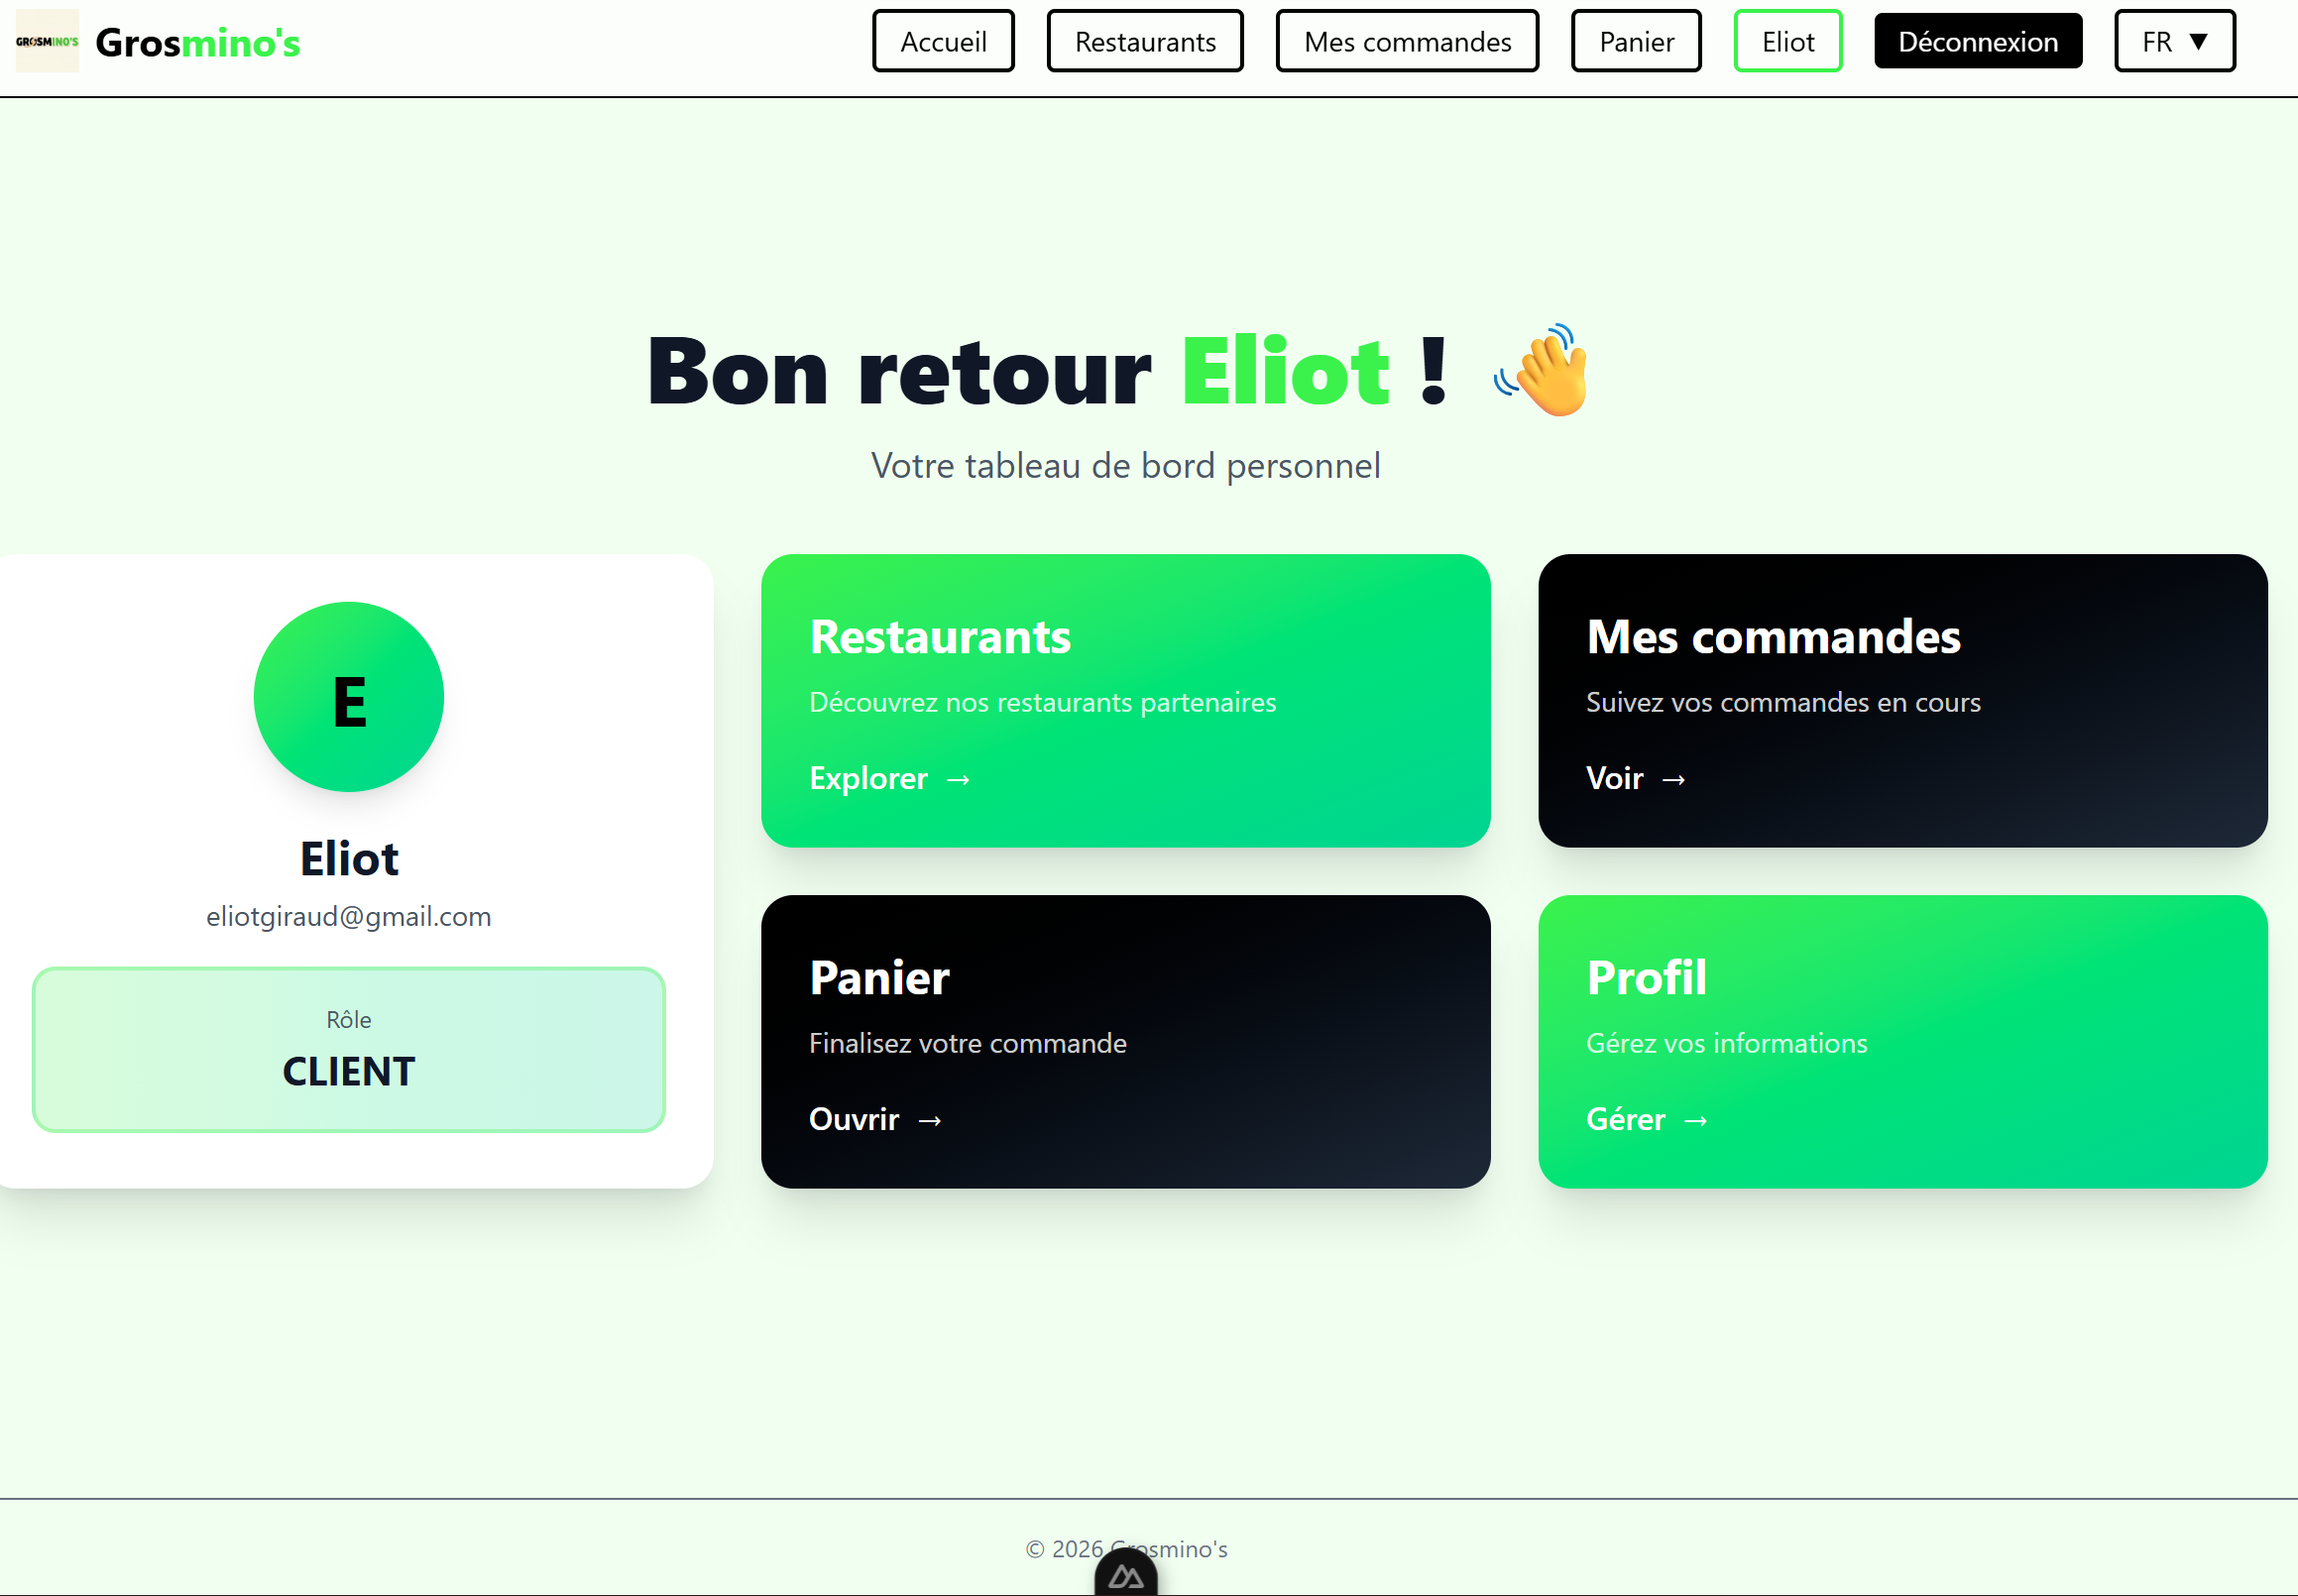 GROSMINO'S
Grosmino's
Accueil
Restaurants
Mes commandes
Panier
Eliot
Déconnexion
FR ▼
Bon retour Eliot ! 👋
Votre tableau de bord personnel
E
Eliot
eliotgiraud@gmail.com
Rôle
CLIENT
Restaurants
Découvrez nos restaurants partenaires
Explorer →
Mes commandes
Suivez vos commandes en cours
Voir →
Panier
Finalisez votre commande
Ouvrir →
Profil
Gérez vos informations
Gérer →
© 2026 Grosmino's